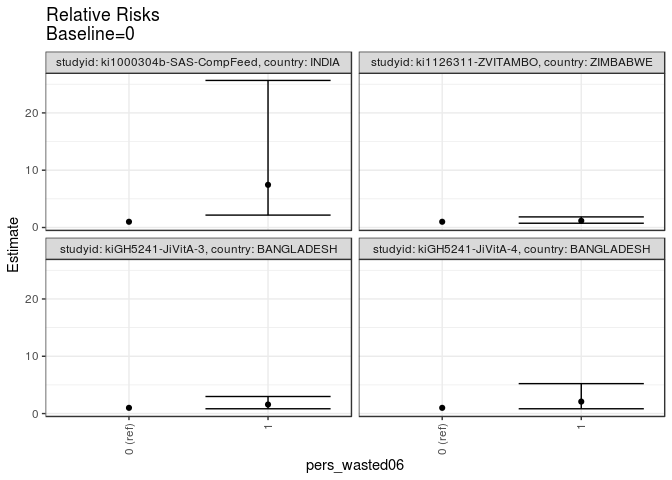 Relative Risks
Baseline=0
studyid: ki1000304b-SAS-CompFeed, country: INDIA
studyid: ki1126311-ZVITAMBO, country: ZIMBABWE
20
10
0
studyid: kiGH5241-JiVitA-3, country: BANGLADESH
studyid: kiGH5241-JiVitA-4, country: BANGLADESH
20
10
0
Estimate
0 (ref)
1
0 (ref)
1
pers_wasted06